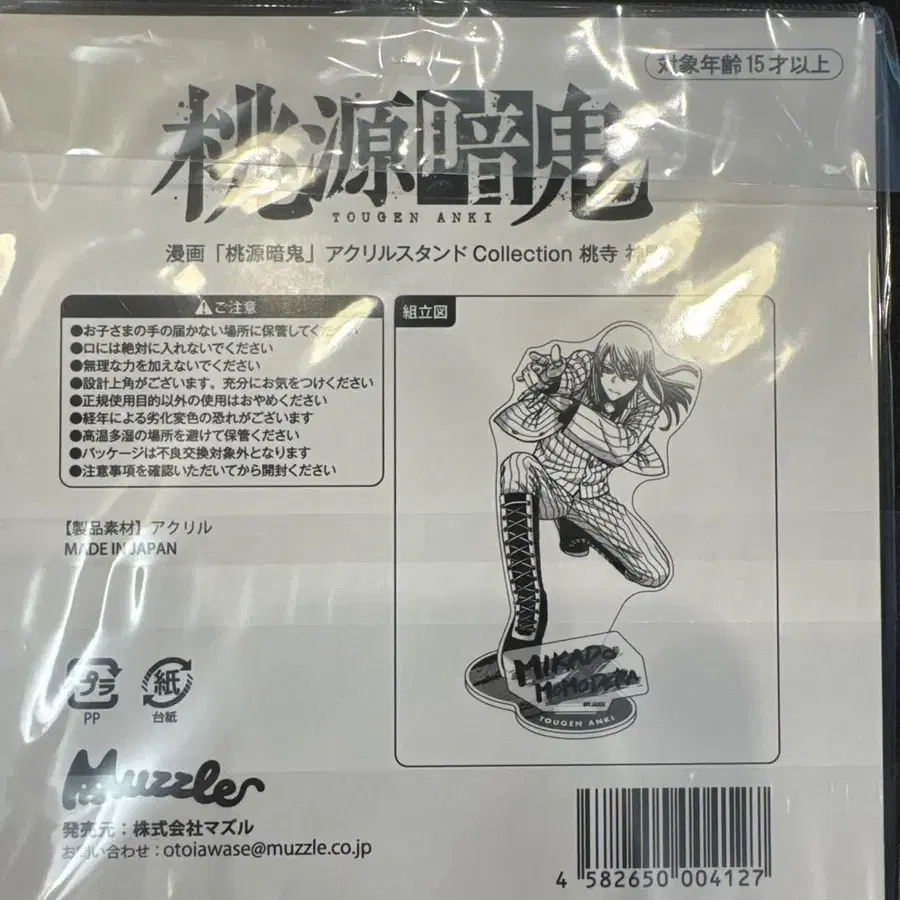 対象年齢15才以上
桃源暗鬼
TOUGEN ANKI
漫画「桃源暗鬼」アクリルスタンド Collection 桃寺
ご注意
●お子さまの手の届かない場所に保管して
●口には絶対に入れないでください
●無理な力を加えないでください
●設計上角がございます。充分にお気をつけください
●正規使用目的以外の使用はおやめください
●経年による劣化変色の恐れがございます
●高温多湿の場所を避けて保管ください
●パッケージは不良交換対象外となります
●注意事項を確認いただいてから開封ください
組立図
MIKADO
MOMODERA
TOUGEN ANKI
【製品素材】アクリル
MADE IN JAPAN
プラ
PP
紙
台紙
Muzzle
発売元：株式会社マズル
お問い合わせ：otoiawase@muzzle.co.jp
4 582650 004127